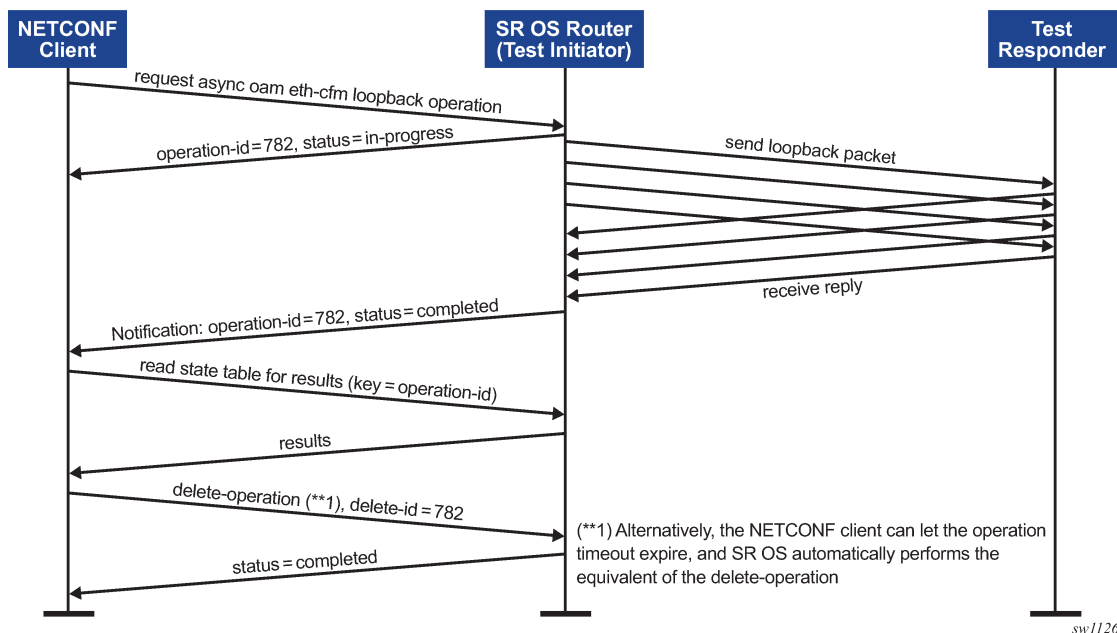 NETCONF
Client
SR OS Router
(Test Initiator)
Test
Responder
request async oam eth-cfm loopback operation
operation-id=782, status=in-progress
send loopback packet
receive reply
Notification: operation-id=782, status=completed
read state table for results (key=operation-id)
results
delete-operation (**1), delete-id=782
(**1) Alternatively, the NETCONF client can let the operation
timeout expire, and SR OS automatically performs the
equivalent of the delete-operation
status=completed
sw1126